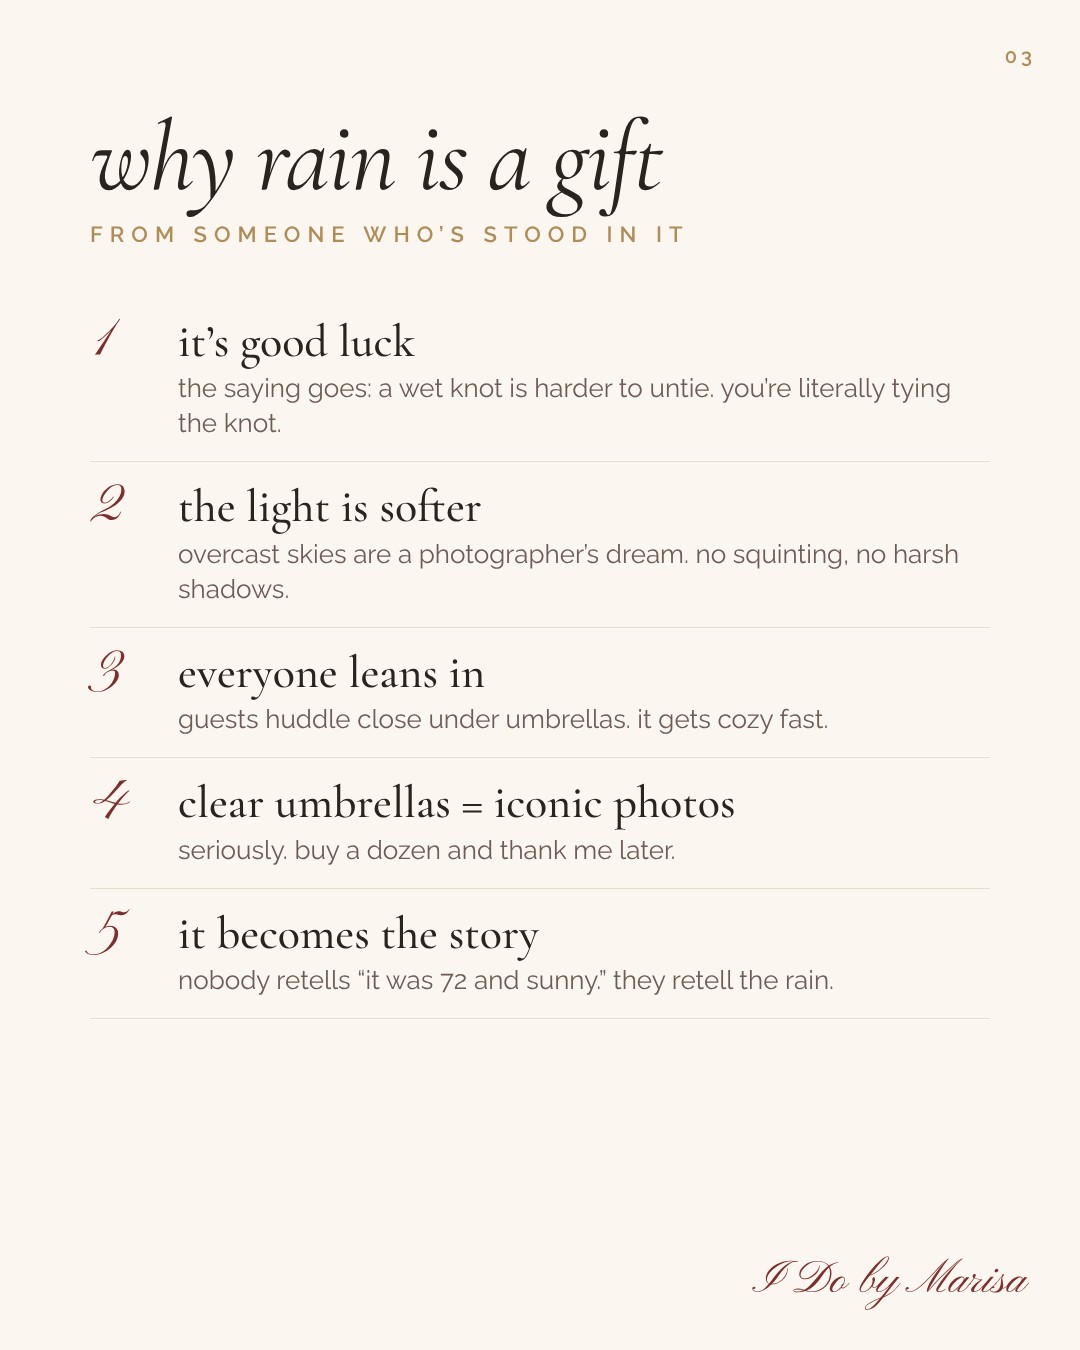 03
why rain is a gift
FROM SOMEONE WHO’S STOOD IN IT
1
it’s good luck
the saying goes: a wet knot is harder to untie. you’re literally tying
the knot.
2
the light is softer
overcast skies are a photographer’s dream. no squinting, no harsh
shadows.
3
everyone leans in
guests huddle close under umbrellas. it gets cozy fast.
4
clear umbrellas = iconic photos
seriously. buy a dozen and thank me later.
5
it becomes the story
nobody retells “it was 72 and sunny.” they retell the rain.
I Do by Marisa